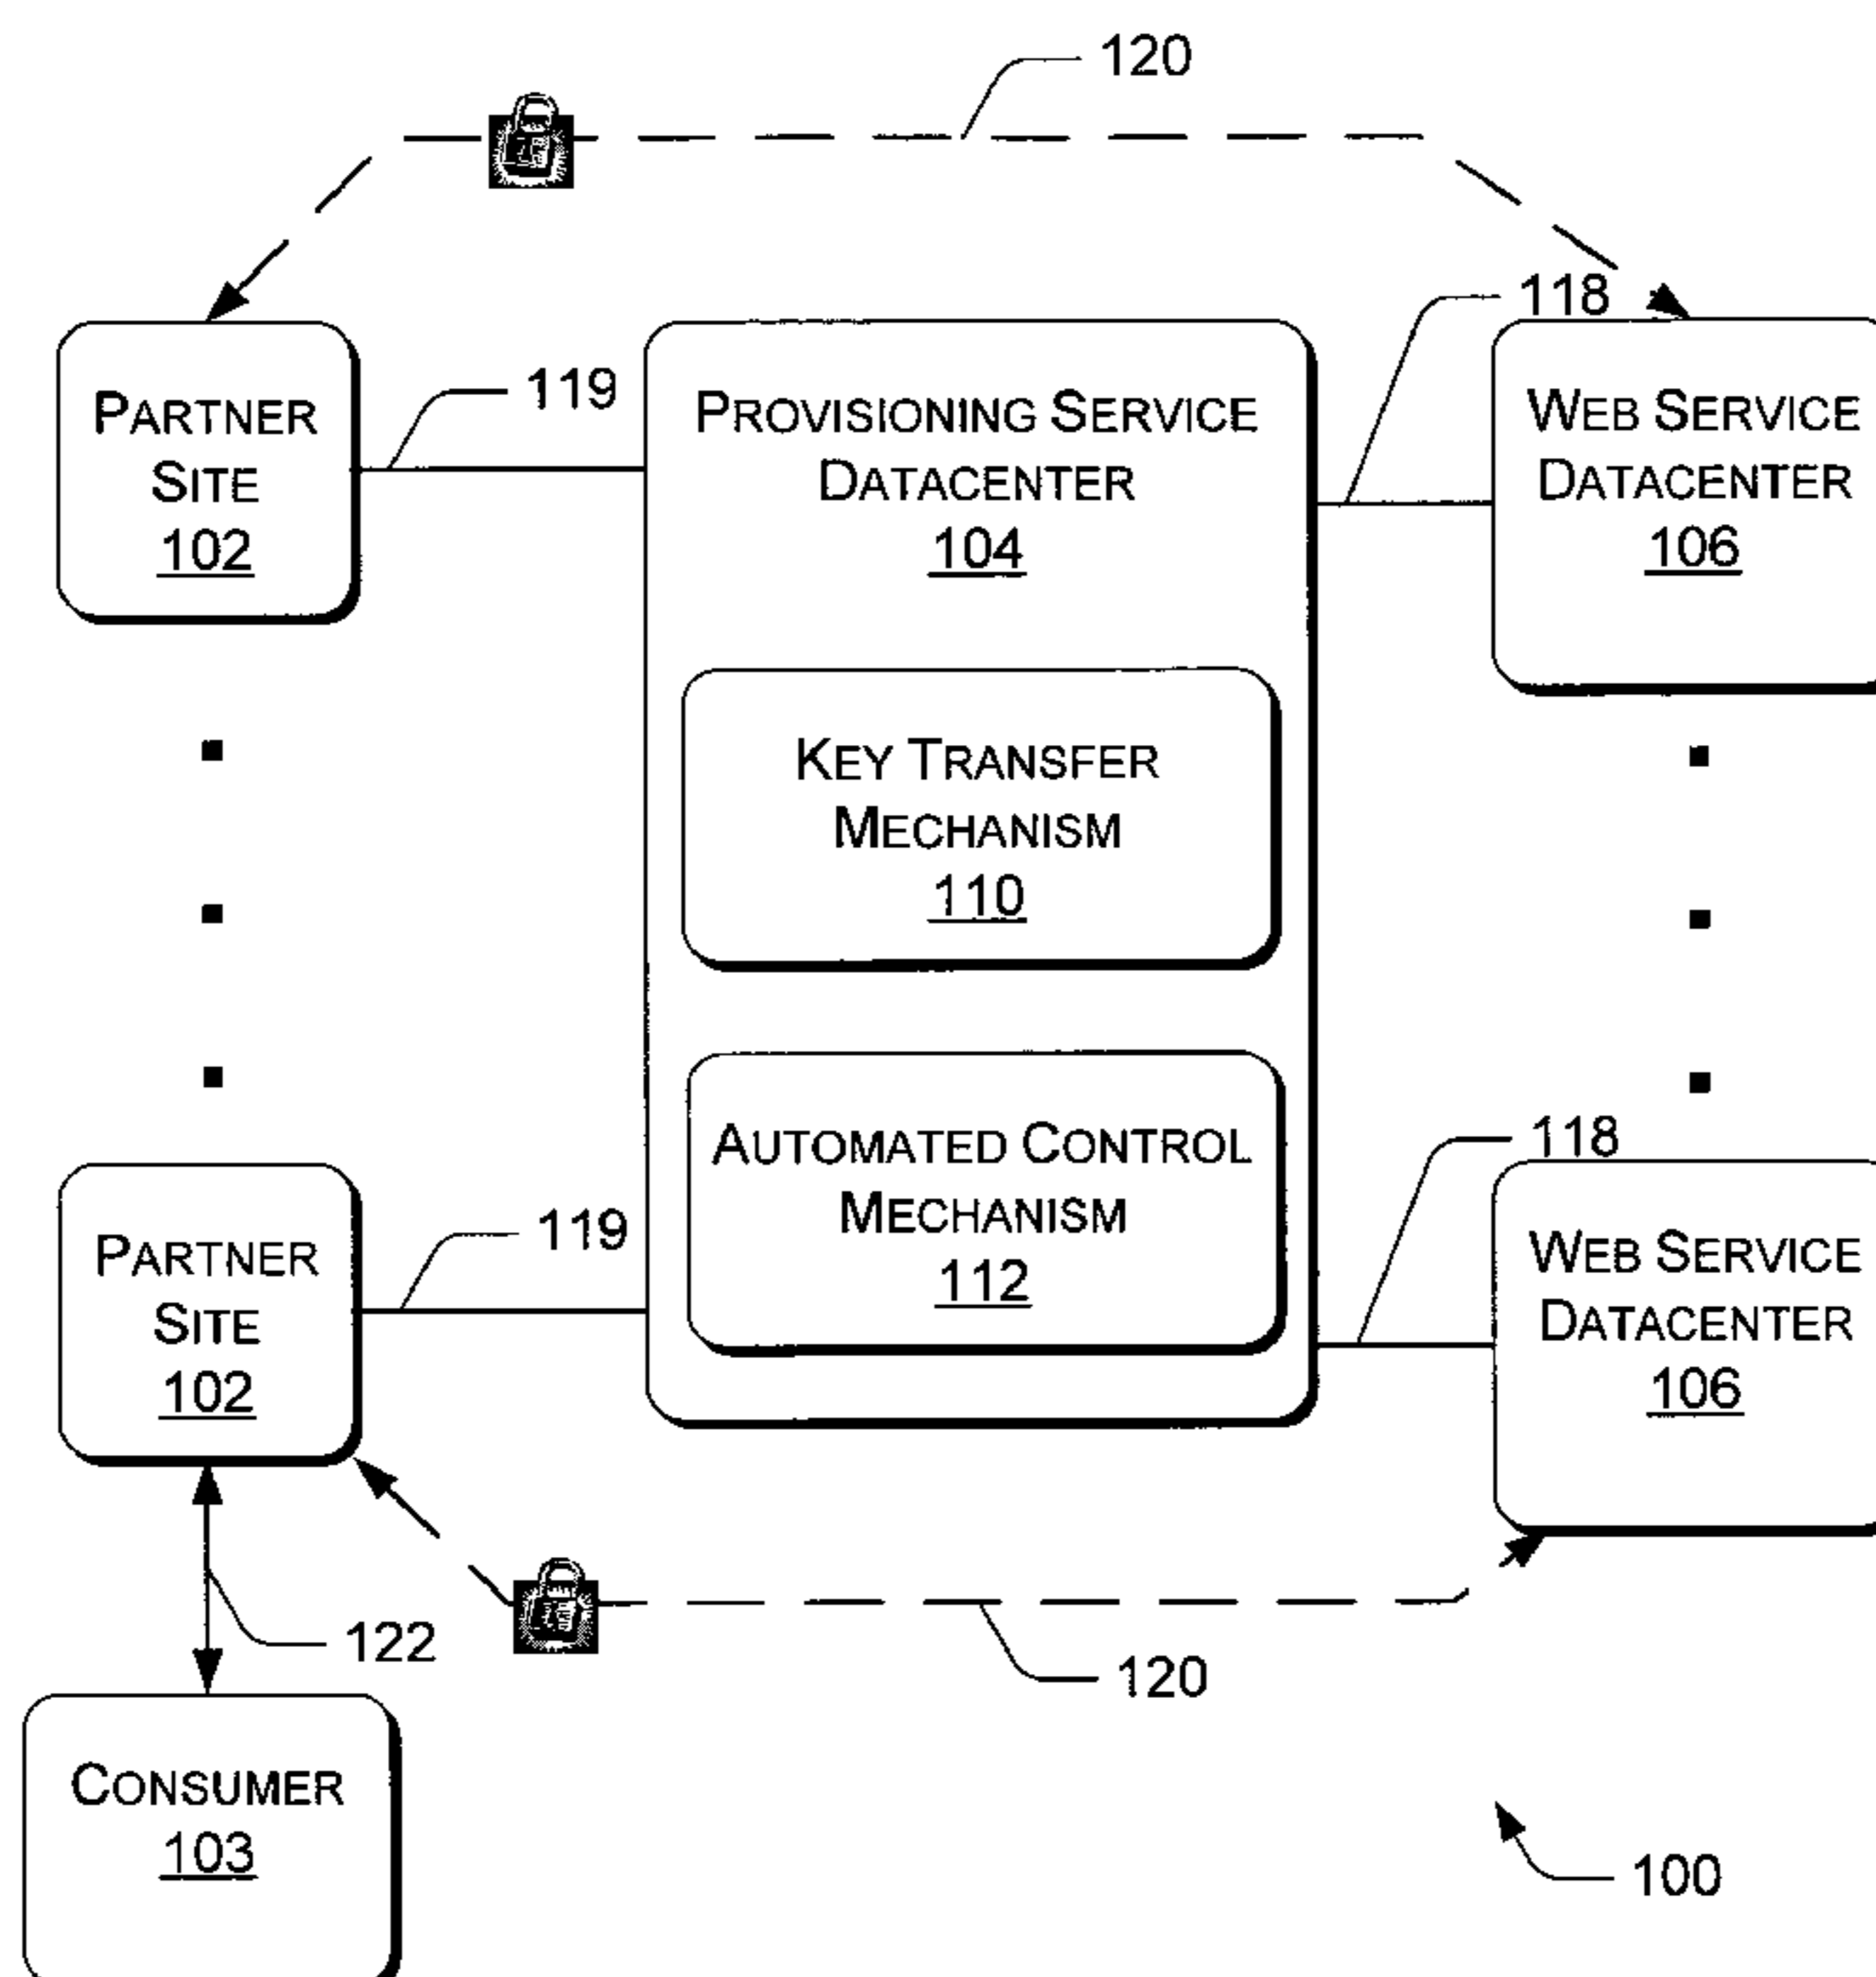 120
118
119
PARTNER
SITE
102
PROVISIONING SERVICE
DATACENTER
104
WEB SERVICE
DATACENTER
106
KEY TRANSFER
MECHANISM
110
AUTOMATED CONTROL
MECHANISM
112
118
119
PARTNER
SITE
102
WEB SERVICE
DATACENTER
106
122
120
CONSUMER
103
100